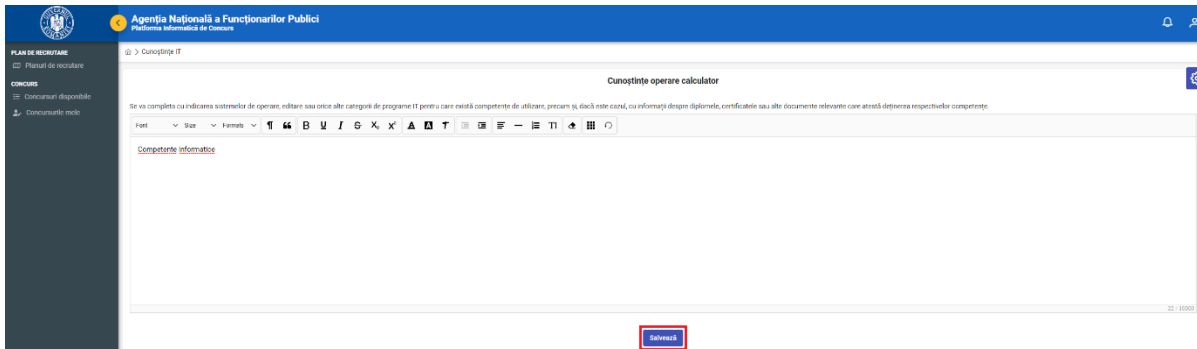 Agenția Națională a Funcționarilor Publici
Platforma Informatică de Concurs
PLAN DE RECRUTARE
Planuri de recrutare
CONCURS
Concursuri disponibile
Concursurile mele
> Cunoștințe IT
Cunoștințe operare calculator
Se va completa cu indicarea sistemelor de operare, editare sau orice alte categorii de programe IT pentru care există competențe de utilizare, precum și, dacă este cazul, cu informații despre diplomele, certificatele sau alte documente relevante care atestă deținerea respectivelor competențe.
Font Size Formats B U I S X, X² A A T T1
Competente informatice
22 / 10000
Salvează